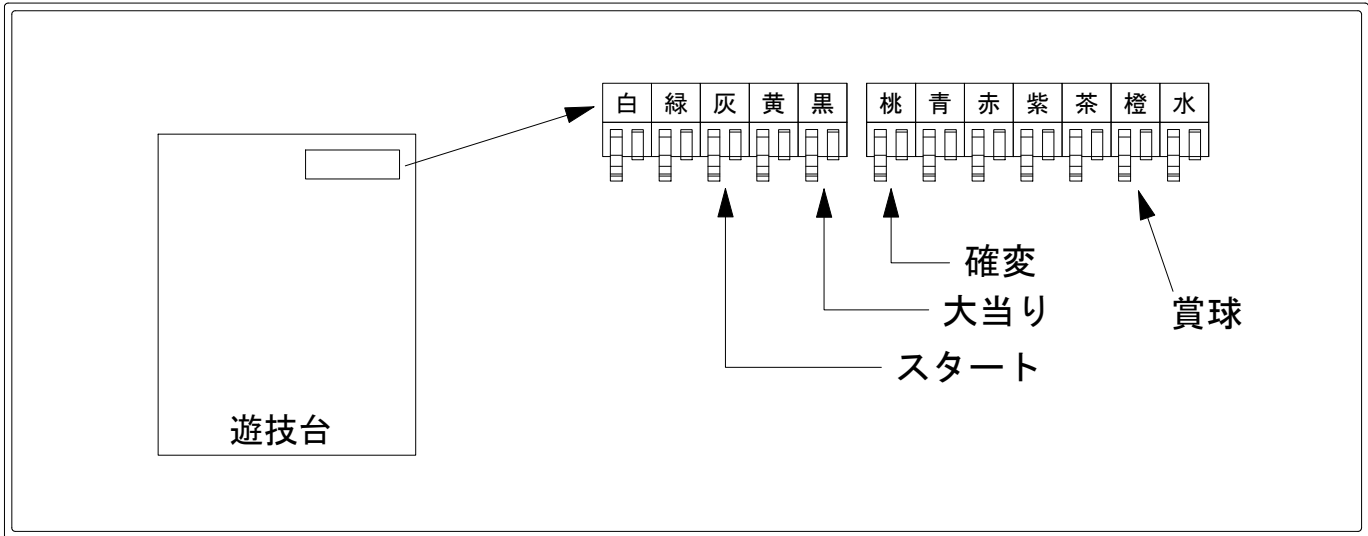 白 緑 灰 黄 黒 桃 青 赤 紫 茶 橙 水
確変
大当り
賞球
スタート
遊技台